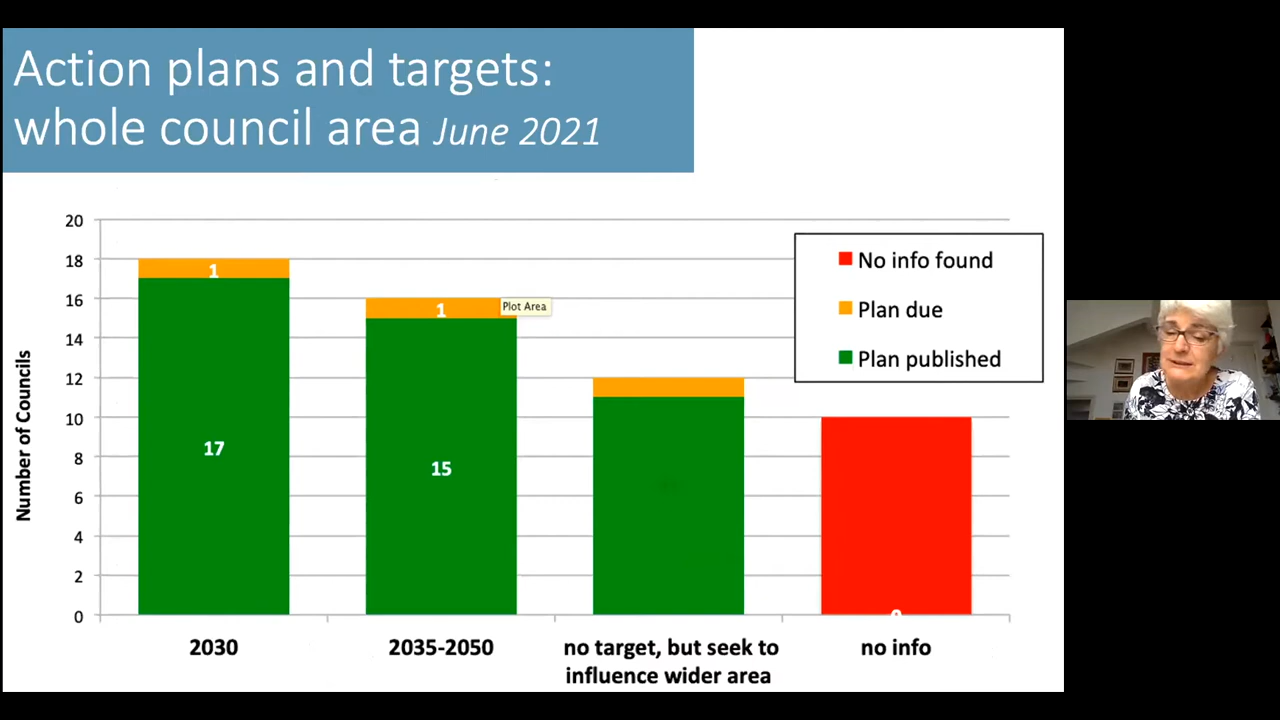 Action plans and targets:
whole council area June 2021
20
18
16
14
12
10
8
6
4
2
0
Number of Councils
1
17
1
15
Plot Area
No info found
Plan due
Plan published
2030
2035-2050
no target, but seek to
influence wider area
no info